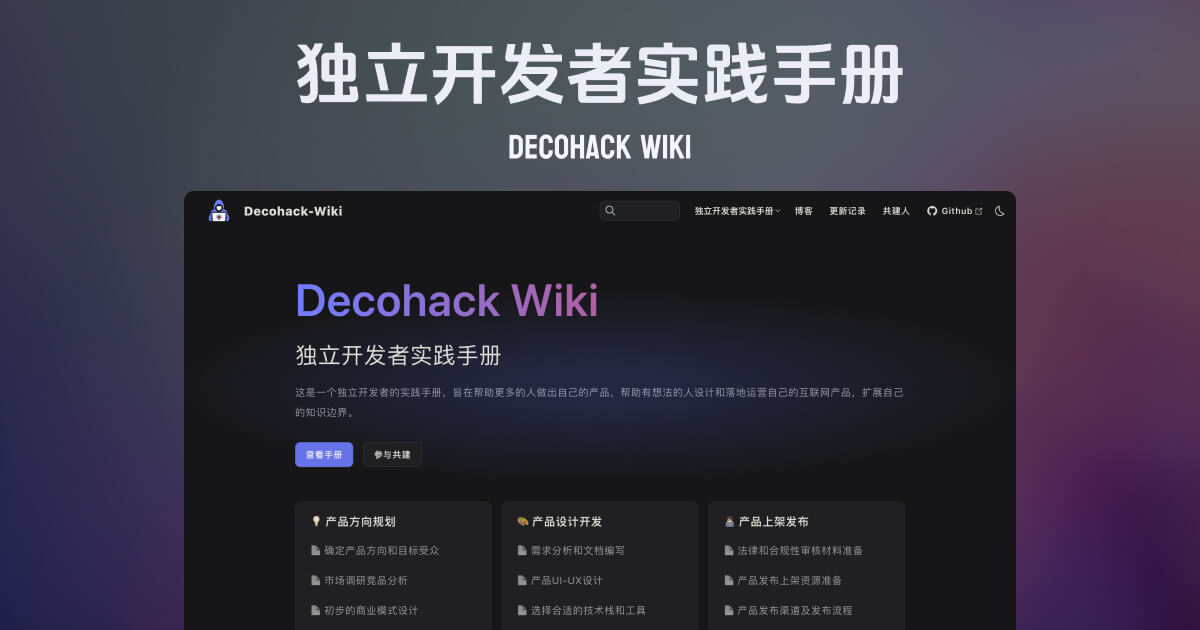 独立开发者实践手册
DECOHACK WIKI
Decohack-Wiki
独立开发者实践手册 博客 更新记录 共建人 Github
Decohack Wiki
独立开发者实践手册
这是一个独立开发者的实践手册，旨在帮助更多的人做出自己的产品，帮助有想法的人设计和落地运营自己的互联网产品，扩展自己
的知识边界。
查看手册 参与共建
产品方向规划
确定产品方向和目标受众
市场调研竞品分析
初步的商业模式设计
产品设计开发
需求分析和文档编写
产品UI-UX设计
选择合适的技术栈和工具
产品上架发布
法律和合规性审核材料准备
产品发布上架资源准备
产品发布渠道及发布流程